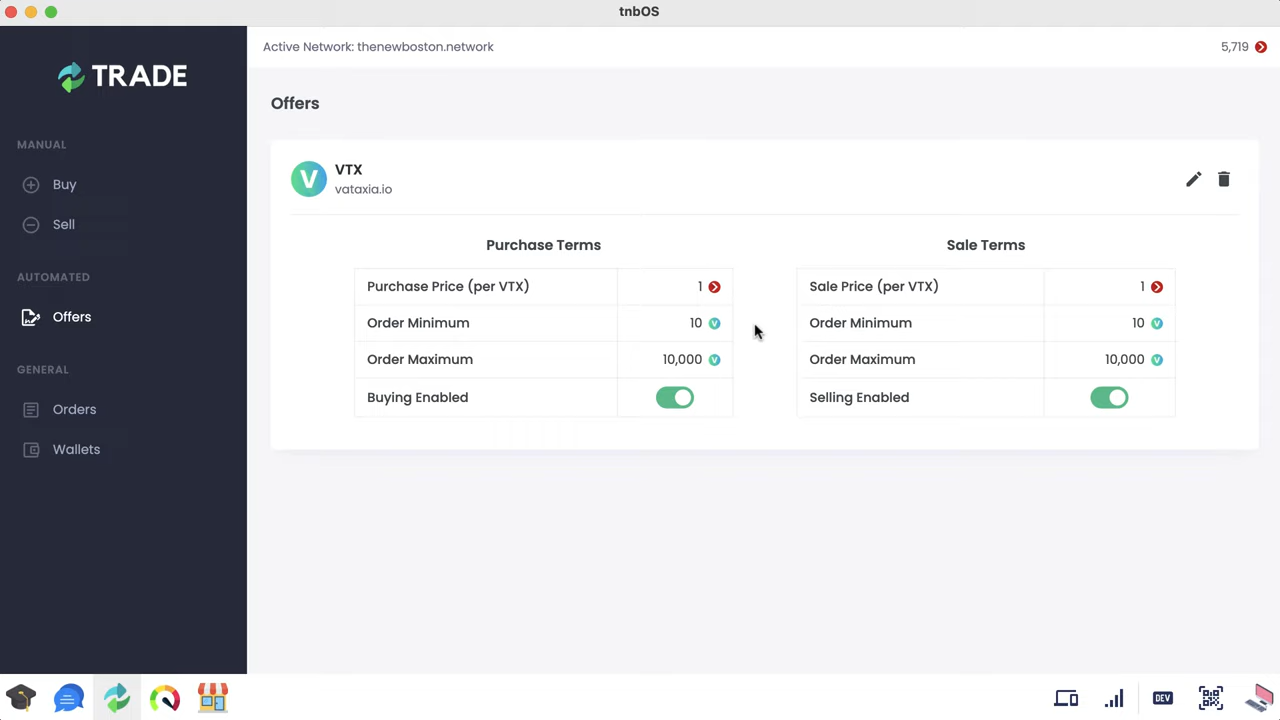 tnbOS
TRADE
Active Network: thenewboston.network
5,719
MANUAL
Buy
Sell
AUTOMATED
Offers
GENERAL
Orders
Wallets
Offers
V
VTX
vataxia.io
Purchase Terms
Purchase Price (per VTX) 1
Order Minimum 10 V
Order Maximum 10,000 V
Buying Enabled
Sale Terms
Sale Price (per VTX) 1
Order Minimum 10 V
Order Maximum 10,000 V
Selling Enabled
DEV